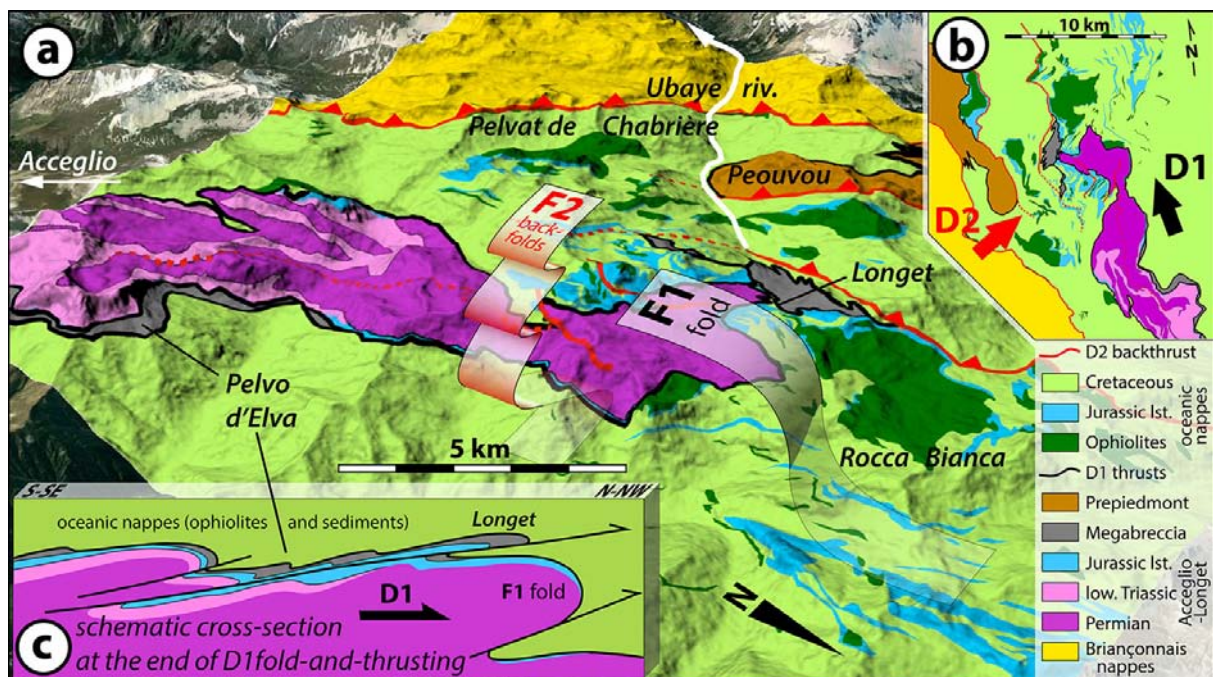 a
Ubaye riv.
Pelvat de Chabrière
Acceglio
Peouvou
F2
back-
folds
Longet
F1
fold
Pelvo
d'Elva
5 km
Rocca Bianca
N
b
10 km
N
D1
D2
D2 backthrust
Cretaceous
Jurassic lst.
Ophiolites
oceanic
nappes
D1 thrusts
Prepiedmont
Megabreccia
Jurassic lst.
low. Triassic
Permian
Acceglio
-Longet
Briançonnais
nappes
S-SE
N-NW
oceanic nappes (ophiolites and sediments)
Longet
D1
F1 fold
c
schematic cross-section
at the end of D1fold-and-thrusting